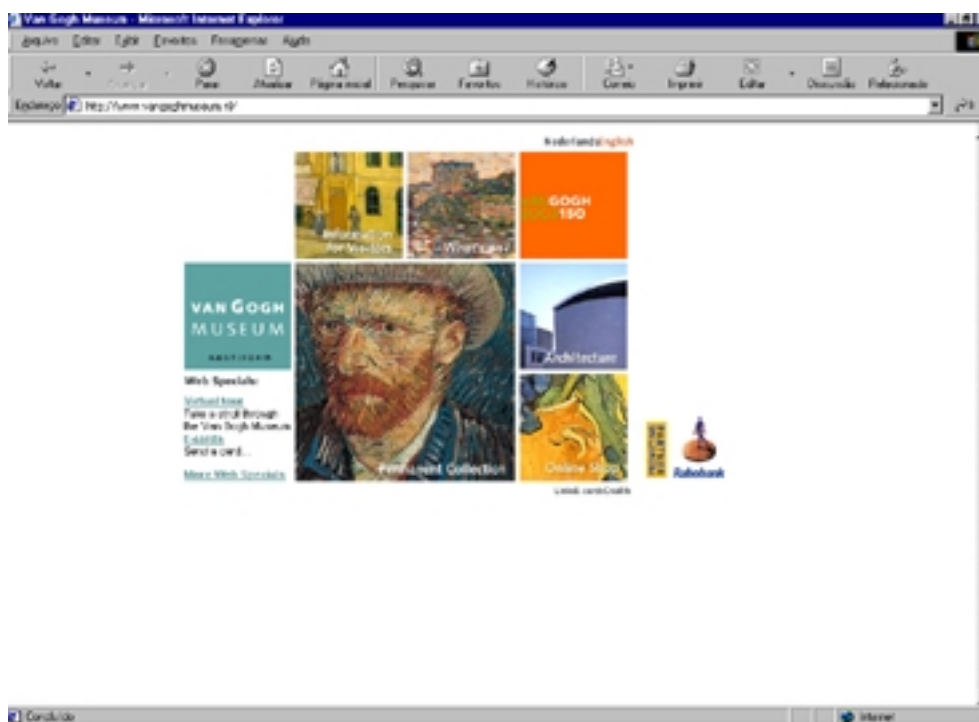 Van Gogh Museum - Microsoft Internet Explorer
Arquivo Editar Exibir Favoritos Ferramentas Ajuda
Voltar Avançar Parar Atualizar Página inicial Pesquisar Favoritos Histórico Correio Imprimir Editar Discussão Relacionado
Endereço http://www.vangoghmuseum.nl/
Nederlands English
Information
for Visitors
What's on?
VAN GOGH
150
VAN GOGH
MUSEUM
AMSTERDAM
Architecture
Web Specials:
Virtual tour
Take a stroll through
the Van Gogh Museum
E-cards
Send a card...
More Web Specials
Permanent Collection
Online Shop
Rabobank
Concluído
Internet